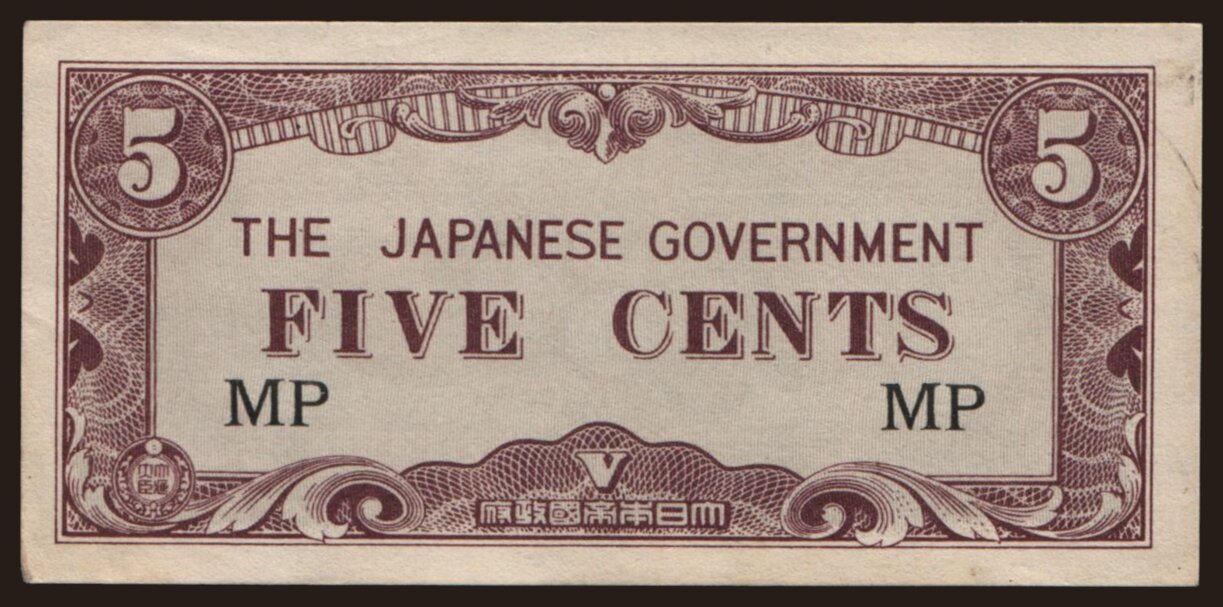 5 5
THE JAPANESE GOVERNMENT
FIVE CENTS
MP MP
V
府政國帝本日大